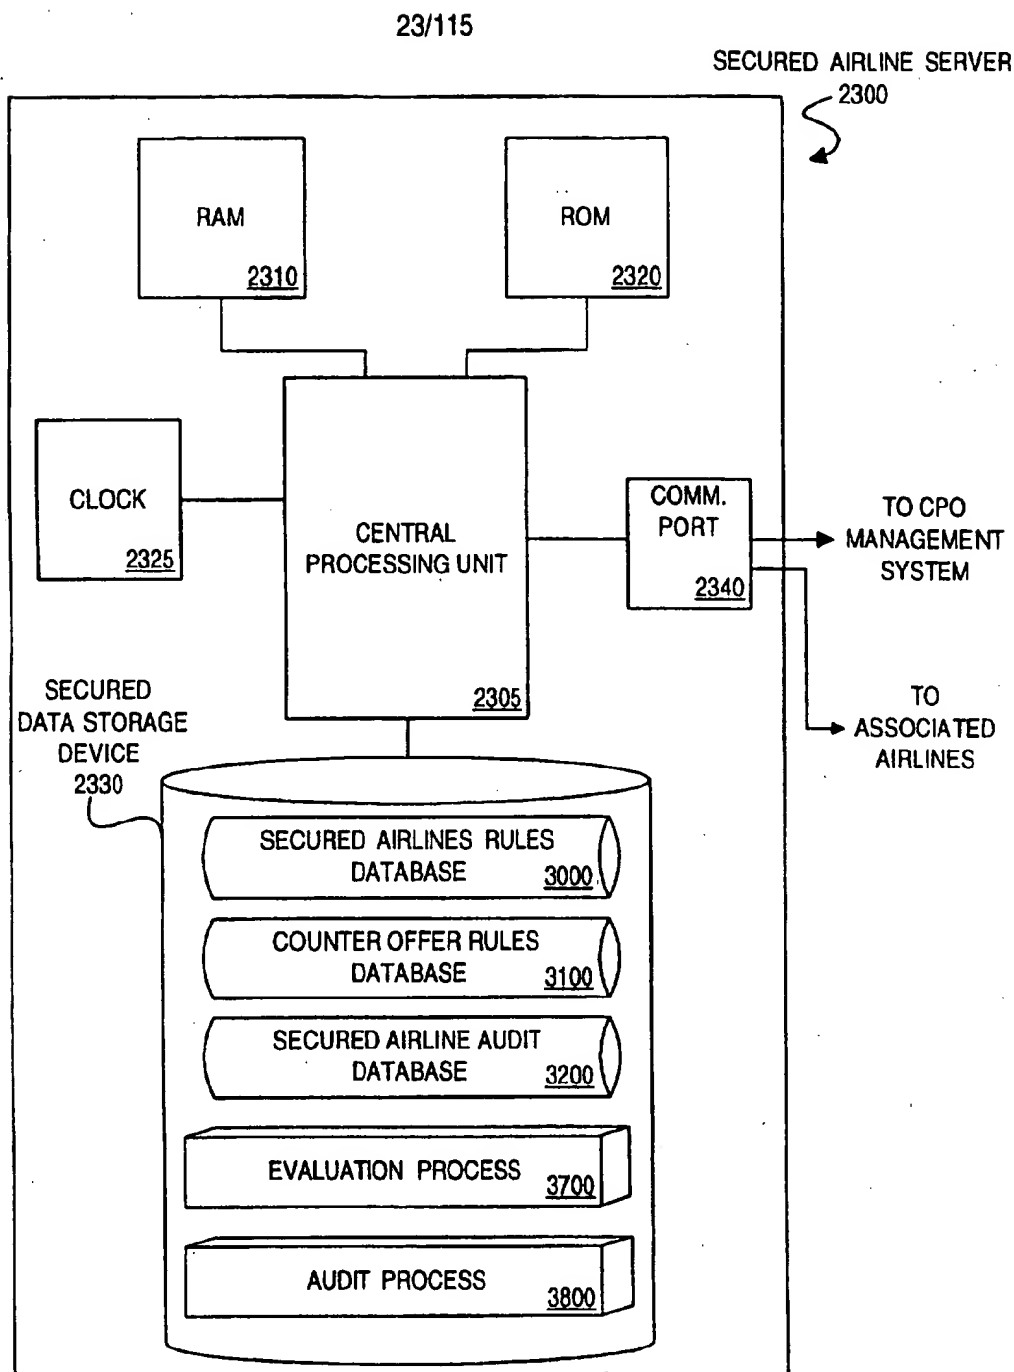 23/115
SECURED AIRLINE SERVER
2300
RAM
2310
ROM
2320
CLOCK
2325
CENTRAL
PROCESSING UNIT
2305
COMM.
PORT
2340
TO CPO
MANAGEMENT
SYSTEM
TO
ASSOCIATED
AIRLINES
SECURED
DATA STORAGE
DEVICE
2330
SECURED AIRLINES RULES
DATABASE
3000
COUNTER OFFER RULES
DATABASE
3100
SECURED AIRLINE AUDIT
DATABASE
3200
EVALUATION PROCESS
3700
AUDIT PROCESS
3800